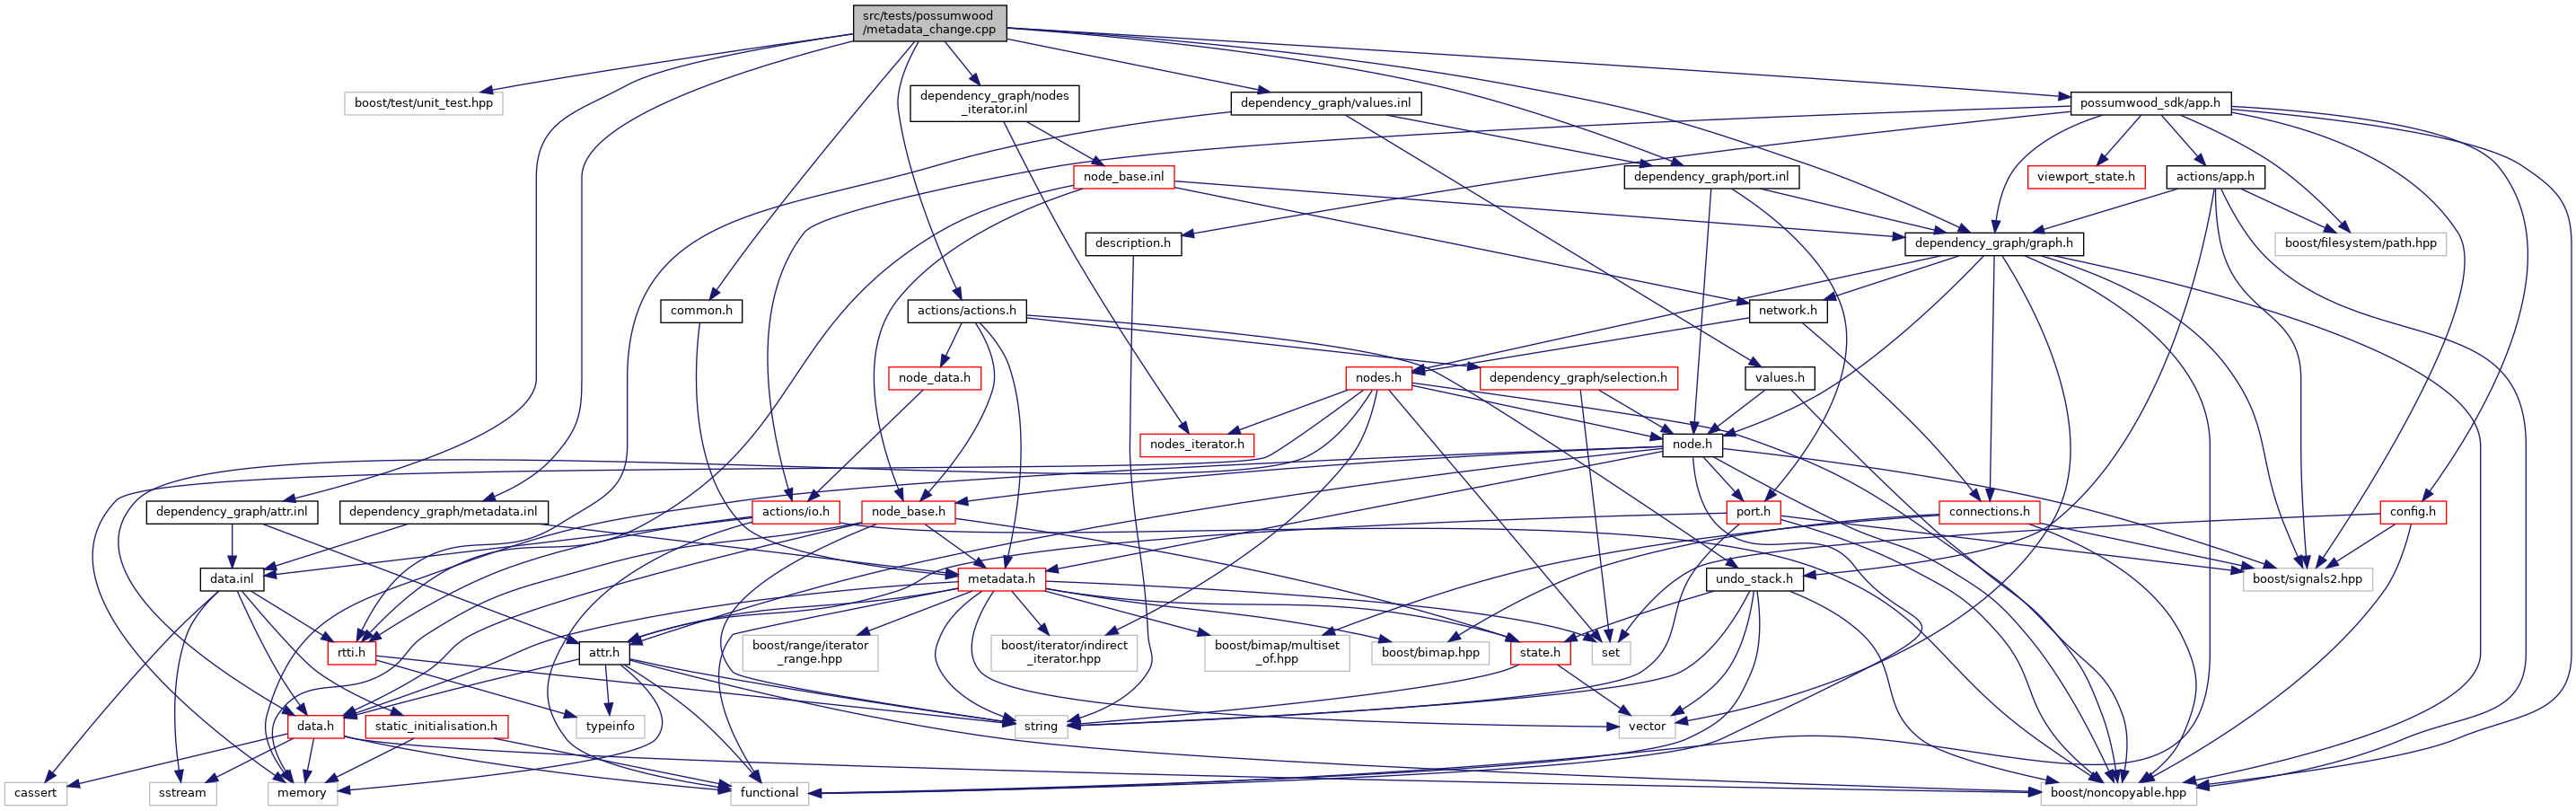 src/tests/possumwood
/metadata_change.cpp
boost/test/unit_test.hpp
dependency_graph/nodes
_iterator.inl
dependency_graph/values.inl
possumwood_sdk/app.h
node_base.inl
dependency_graph/port.inl
viewport_state.h
actions/app.h
description.h
dependency_graph/graph.h
boost/filesystem/path.hpp
common.h
actions/actions.h
network.h
node_data.h
nodes.h
dependency_graph/selection.h
values.h
nodes_iterator.h
node.h
dependency_graph/attr.inl
dependency_graph/metadata.inl
actions/io.h
node_base.h
port.h
connections.h
config.h
data.inl
metadata.h
undo_stack.h
boost/signals2.hpp
rtti.h
attr.h
boost/range/iterator
_range.hpp
boost/iterator/indirect
_iterator.hpp
boost/bimap/multiset
_of.hpp
boost/bimap.hpp
state.h
set
data.h
static_initialisation.h
typeinfo
string
vector
cassert
sstream
memory
functional
boost/noncopyable.hpp